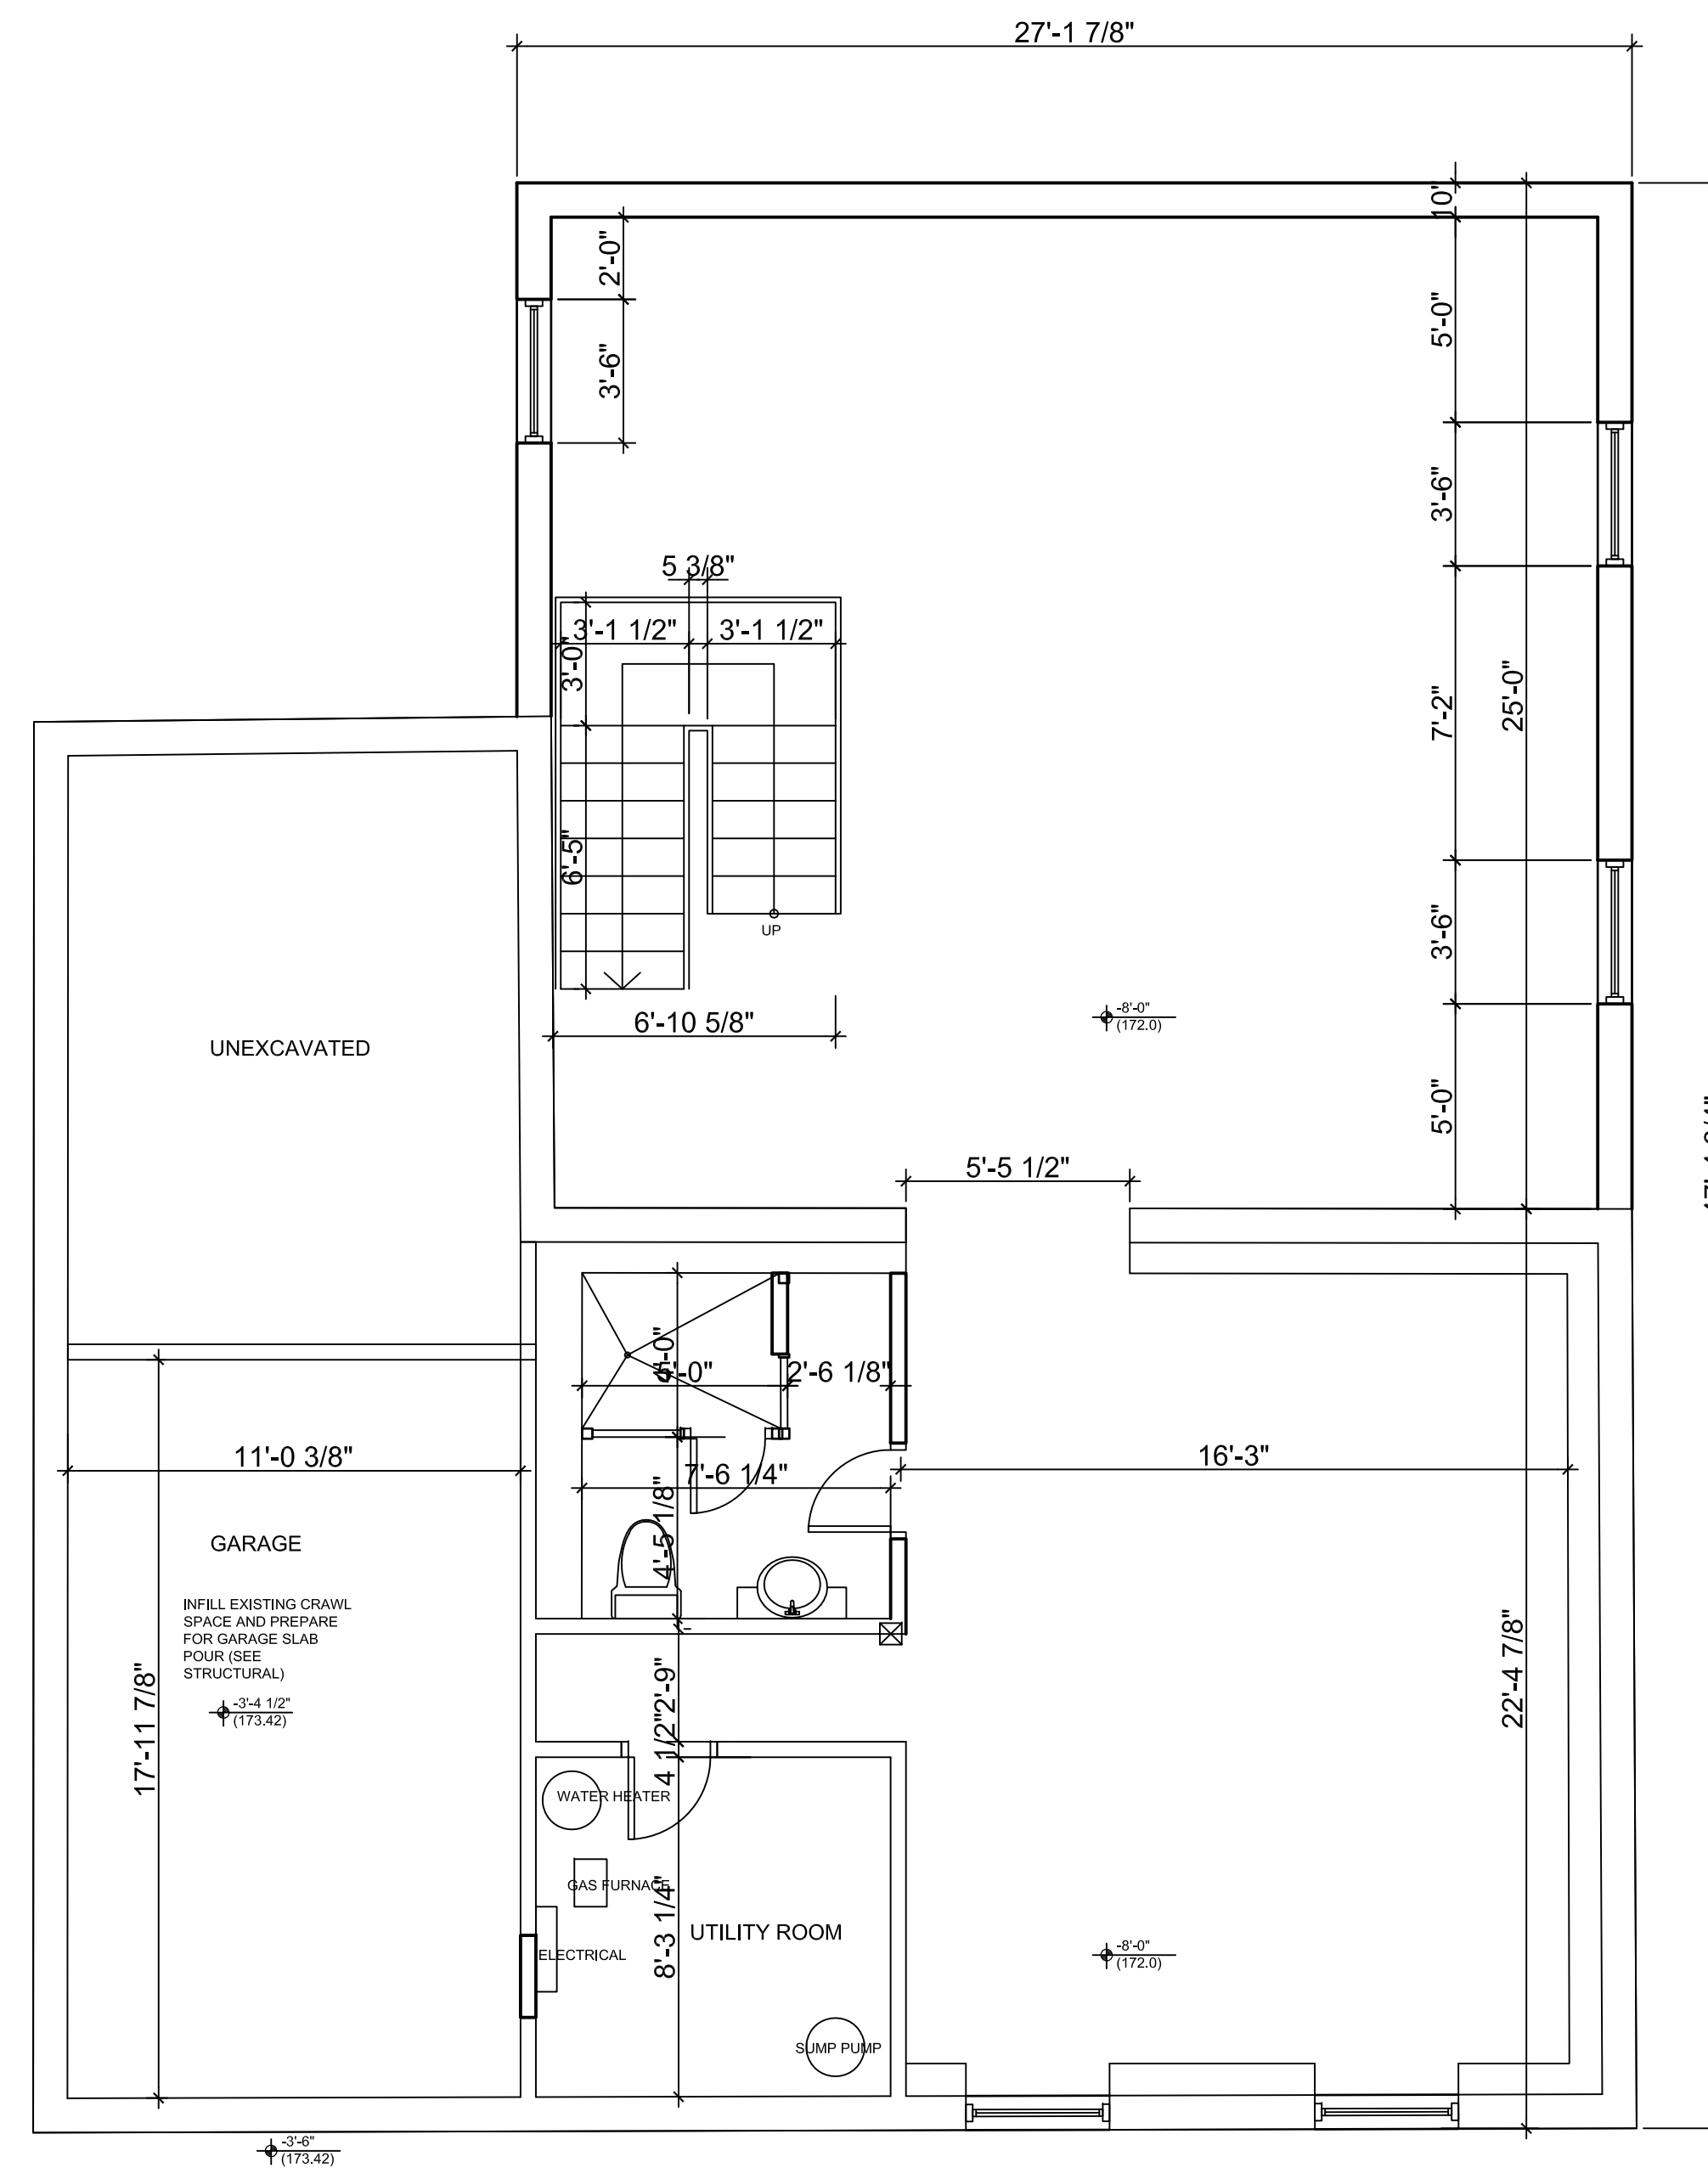 27'-1 7/8"
10"
2'-0"
5'-0"
3'-6"
3'-6"
5 3/8"
3'-1 1/2"
3'-1 1/2"
3'-0"
7'-2"
25'-0"
6'-5"
UP
3'-6"
-8'-0"
(172.0)
6'-10 5/8"
UNEXCAVATED
5'-0"
5'-5 1/2"
4'-0"
5'-0"
2'-6 1/8"
11'-0 3/8"
16'-3"
7'-6 1/4"
4'-5 1/8"
GARAGE
INFILL EXISTING CRAWL
SPACE AND PREPARE
FOR GARAGE SLAB
POUR (SEE
STRUCTURAL)
-3'-4 1/2"
(173.42)
17'-11 7/8"
2'-9"
22'-4 7/8"
4 1/2"
WATER HEATER
GAS FURNACE
8'-3 1/4"
UTILITY ROOM
ELECTRICAL
-8'-0"
(172.0)
SUMP PUMP
-3'-6"
(173.42)